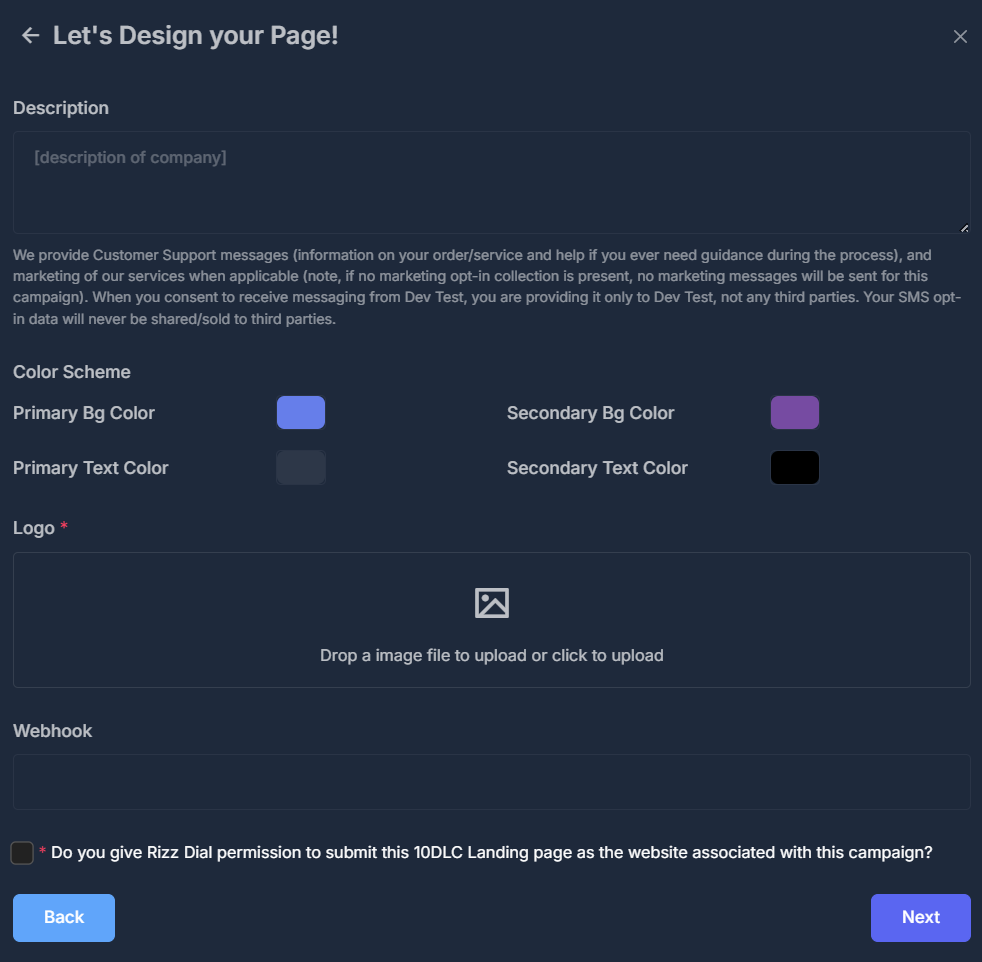 Let's Design your Page!
Description
[description of company]
We provide Customer Support messages (information on your order/service and help if you ever need guidance during the process), and
marketing of our services when applicable (note, if no marketing opt-in collection is present, no marketing messages will be sent for this
campaign). When you consent to receive messaging from Dev Test, you are providing it only to Dev Test, not any third parties. Your SMS opt-
in data will never be shared/sold to third parties.
Color Scheme
Primary Bg Color
Secondary Bg Color
Primary Text Color
Secondary Text Color
Logo *
Drop a image file to upload or click to upload
Webhook
* Do you give Rizz Dial permission to submit this 10DLC Landing page as the website associated with this campaign?
Back
Next